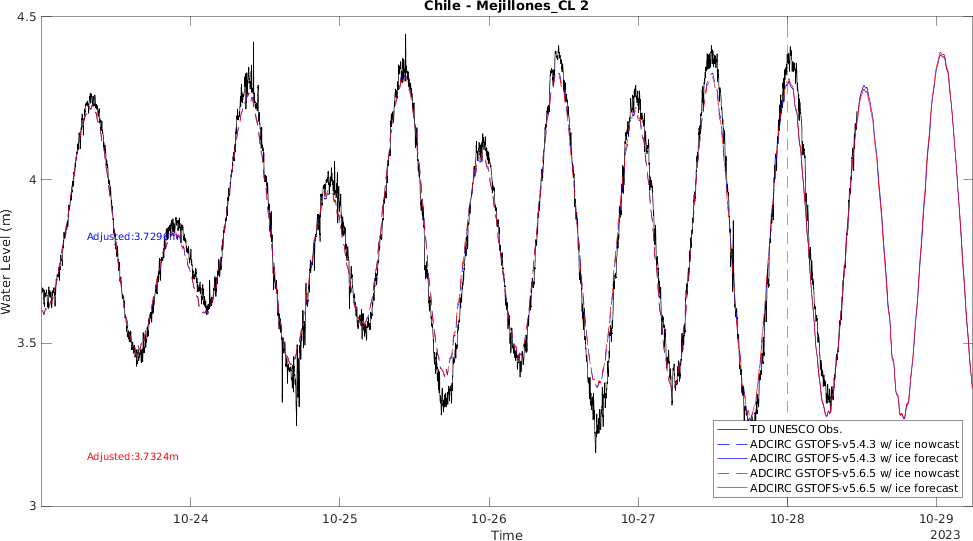 Chile - Mejillones_CL 2
4.5
4
3.5
3
Water Level (m)
Adjusted:3.7296m
Adjusted:3.7324m
TD UNESCO Obs.
ADCIRC GSTOFS-v5.4.3 w/ ice nowcast
ADCIRC GSTOFS-v5.4.3 w/ ice forecast
ADCIRC GSTOFS-v5.6.5 w/ ice nowcast
ADCIRC GSTOFS-v5.6.5 w/ ice forecast
10-24 10-25 10-26 10-27 10-28 10-29
Time 2023